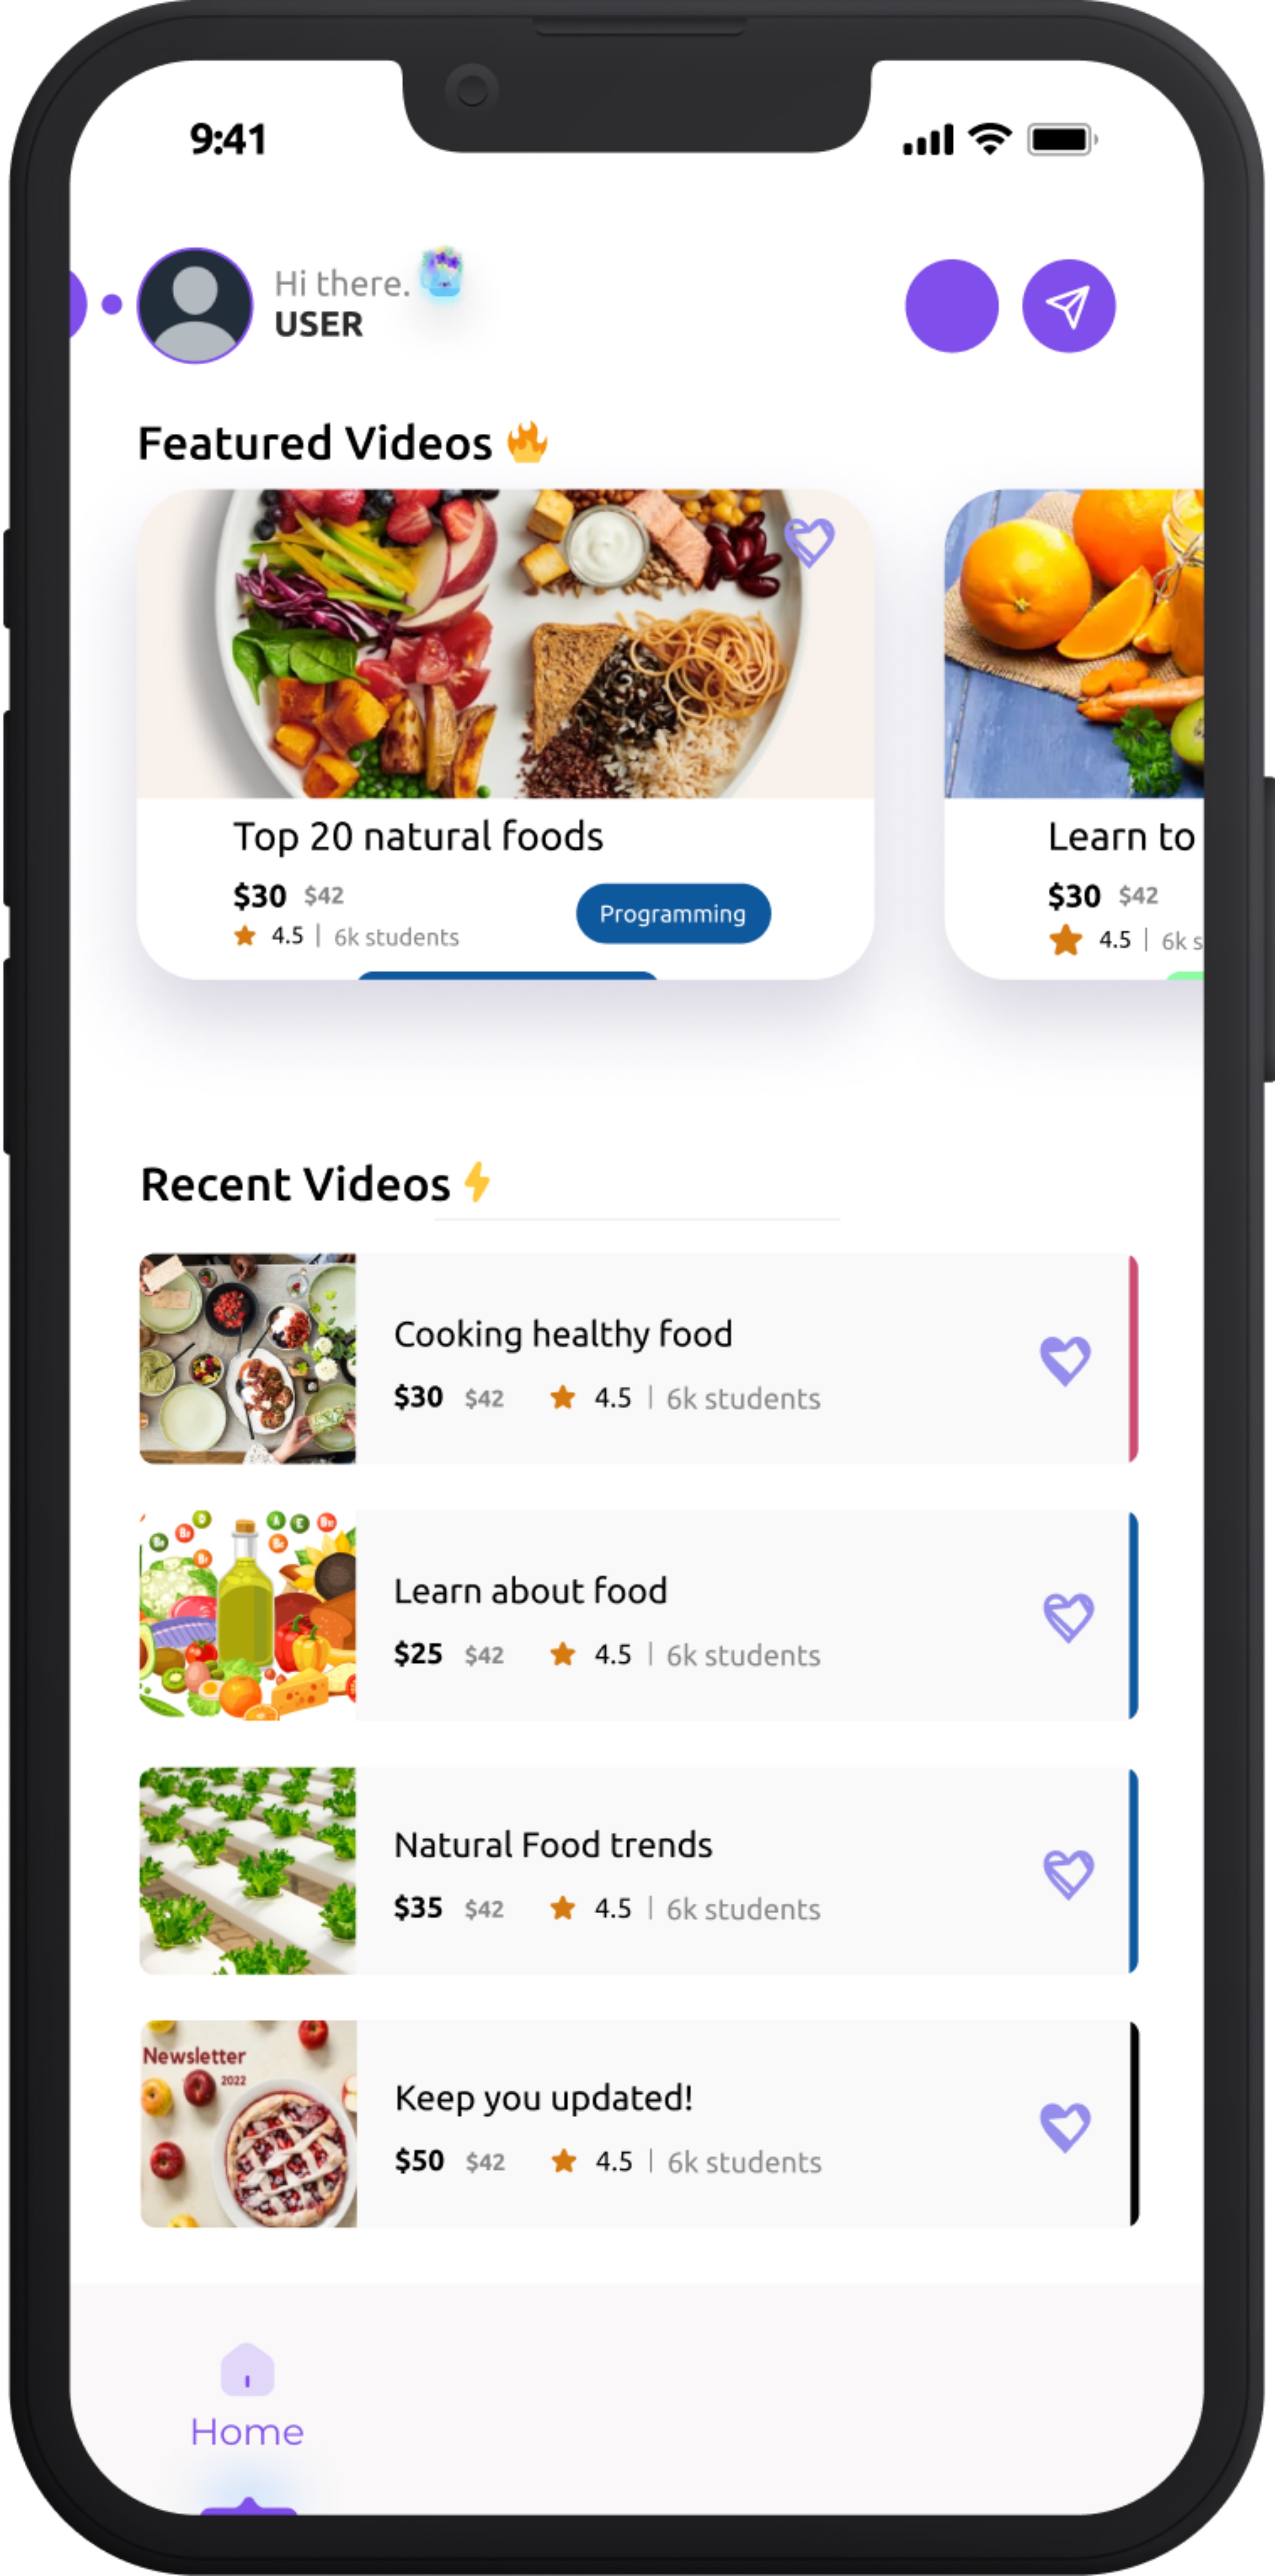 9:41
Hi there.
USER
Featured Videos
Top 20 natural foods
$30 $42
Programming
4.5 | 6k students
Learn to
$30 $42
4.5 | 6k s
Recent Videos
Cooking healthy food
$30 $42 4.5 | 6k students
Learn about food
$25 $42 4.5 | 6k students
Natural Food trends
$35 $42 4.5 | 6k students
Newsletter
2022
Keep you updated!
$50 $42 4.5 | 6k students
Home